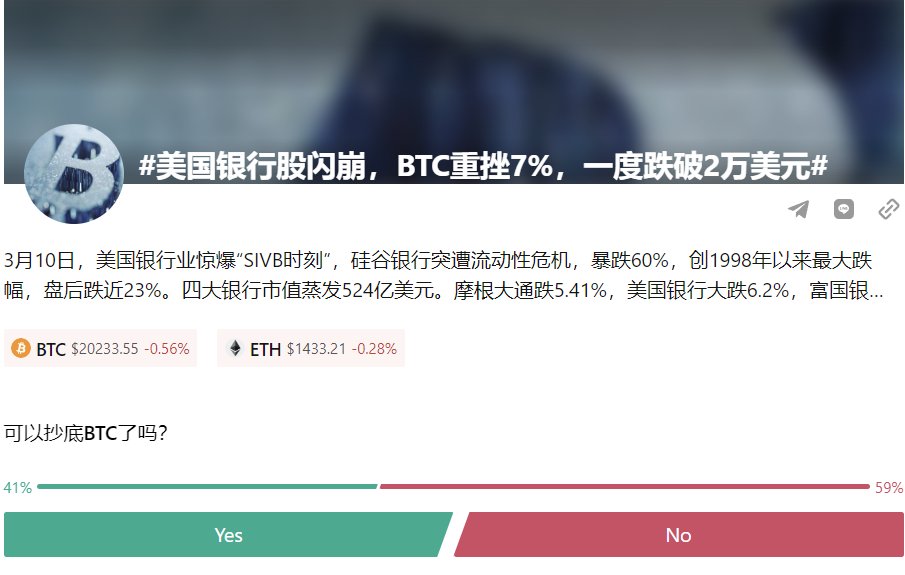 #美国银行股闪崩，BTC重挫7%，一度跌破2万美元#
3月10日，美国银行业惊爆“SIVB时刻”，硅谷银行突遭流动性危机，暴跌60%，创1998年以来最大跌
幅，盘后跌近23%。四大银行市值蒸发524亿美元。摩根大通跌5.41%，美国银行大跌6.2%，富国银...
BTC $20233.55 -0.56% ETH $1433.21 -0.28%
可以抄底BTC了吗？
41% 59%
Yes No